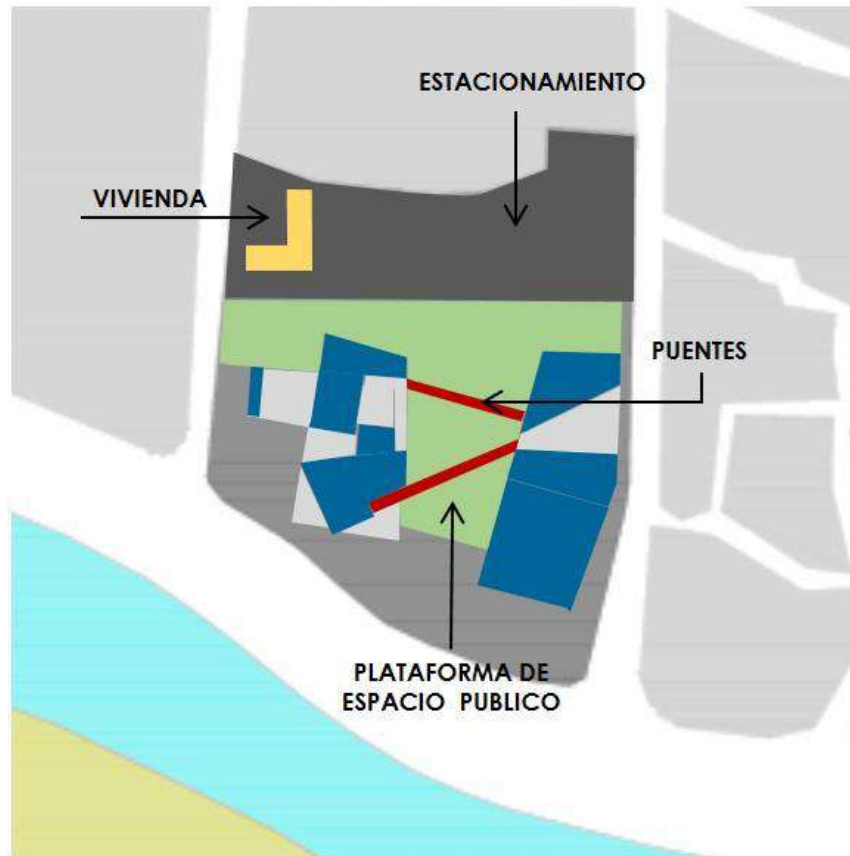 ESTACIONAMIENTO
VIVIENDA
PUENTES
PLATAFORMA DE
ESPACIO PUBLICO